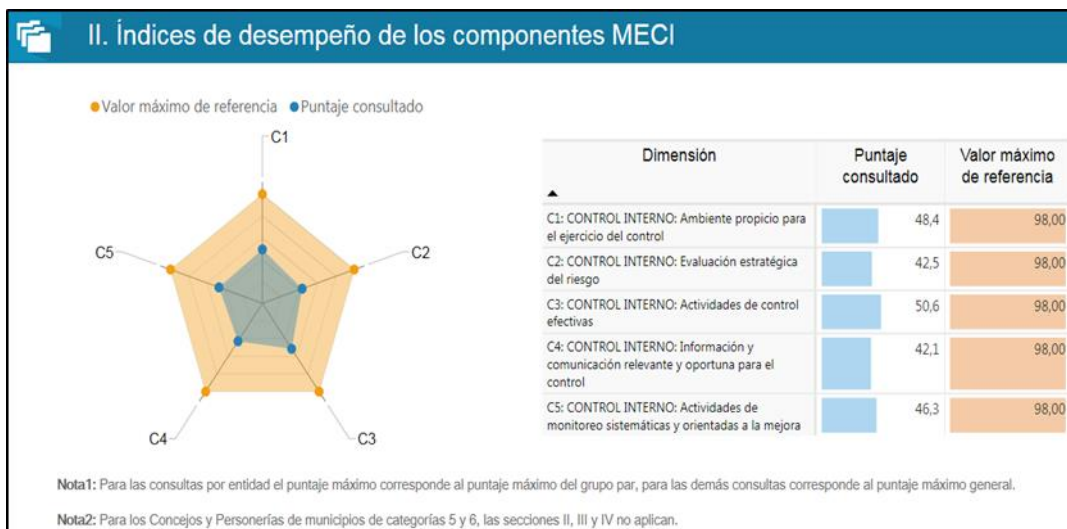 II. Índices de desempeño de los componentes MECI
Valor máximo de referencia Puntaje consultado
C1
C2
C3
C4
C5
Dimensión Puntaje consultado Valor máximo de referencia
C1: CONTROL INTERNO: Ambiente propicio para
el ejercicio del control 48,4 98,00
C2: CONTROL INTERNO: Evaluación estratégica
del riesgo 42,5 98,00
C3: CONTROL INTERNO: Actividades de control
efectivas 50,6 98,00
C4: CONTROL INTERNO: Información y
comunicación relevante y oportuna para el
control 42,1 98,00
C5: CONTROL INTERNO: Actividades de
monitoreo sistemáticas y orientadas a la mejora 46,3 98,00
Nota1: Para las consultas por entidad el puntaje máximo corresponde al puntaje máximo del grupo par, para las demás consultas corresponde al puntaje máximo general.
Nota2: Para los Concejos y Personerías de municipios de categorías 5 y 6, las secciones II, III y IV no aplican.